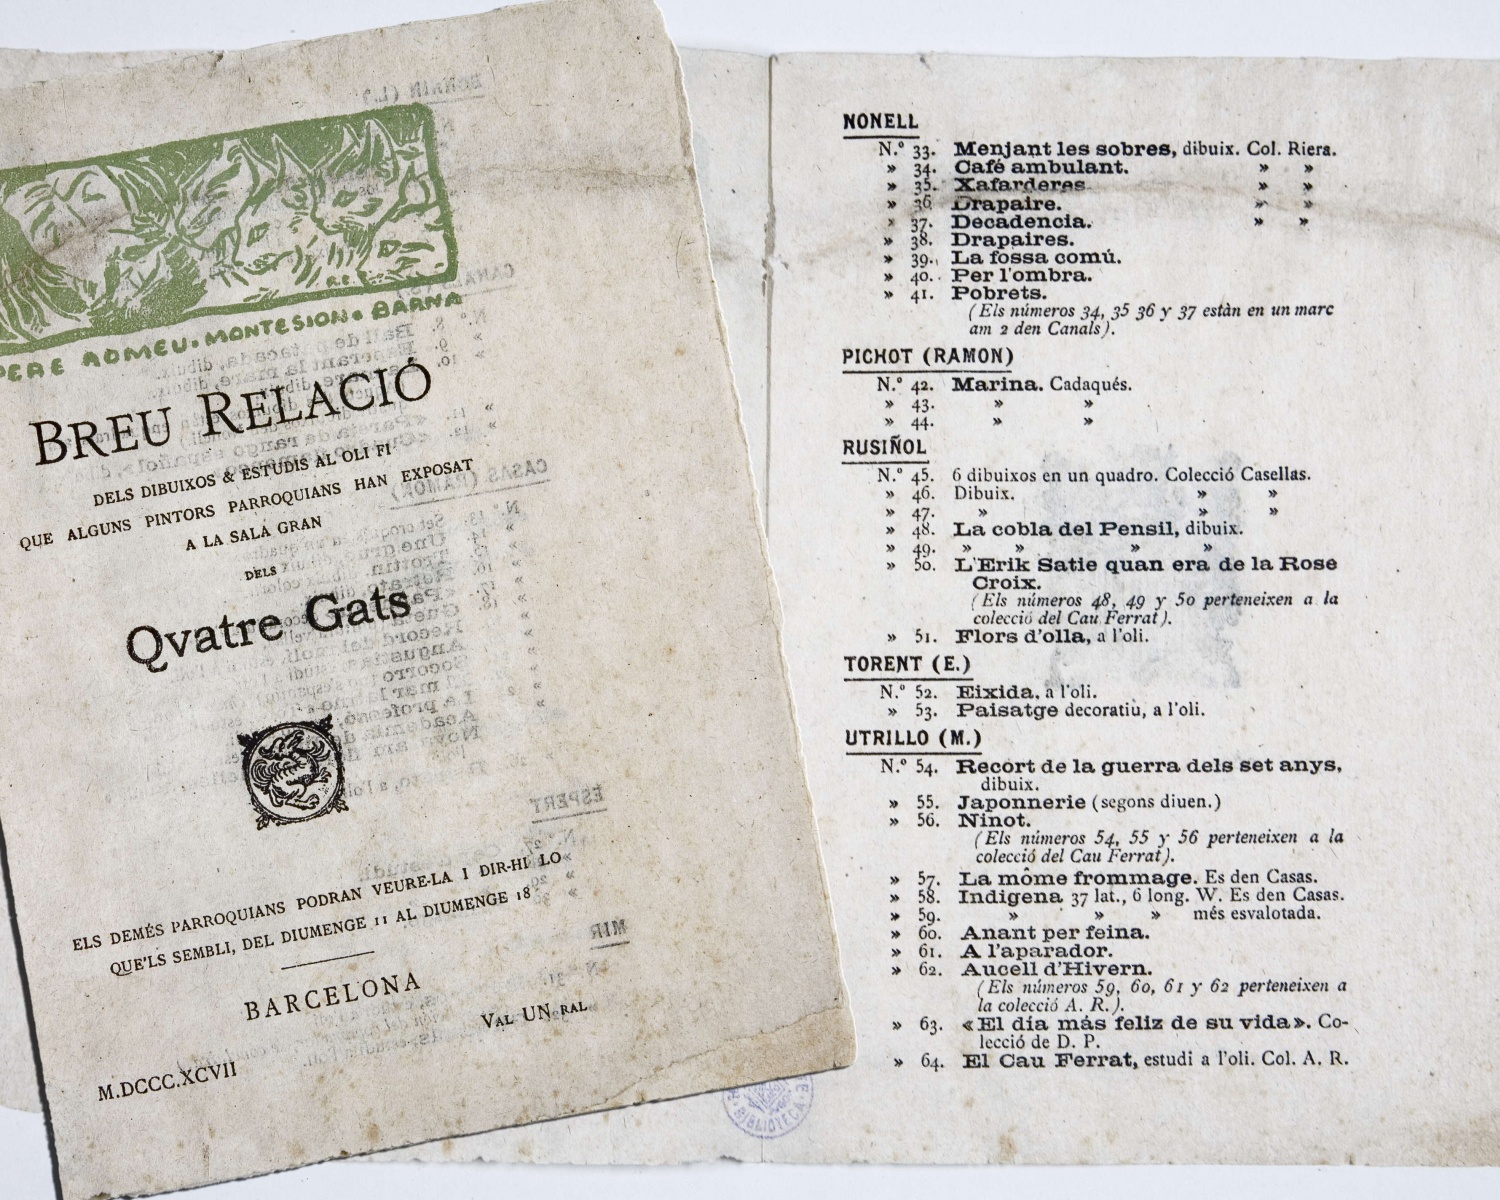 R.E.
PERE ROMEU. MONTESION. BARNA
BREU RELACIÓ
DELS DIBUIXOS & ESTUDIS AL OLI FI
QUE ALGUNS PINTORS PARROQUIANS HAN EXPOSAT
A LA SALA GRAN
DELS
QVATRE GATS
ELS DEMÉS PARROQUIANS PODRAN VEURE-LA I DIR-HI LO
QUE'LS SEMBLI, DEL DIUMENGE 11 AL DIUMENGE 18
BARCELONA
VAL UN RAL
M.DCCC.XCVII
NONELL
N.º 33. Menjant les sobres, dibuix. Col. Riera.
» 34. Café ambulant. » »
» 35. Xafarderes » »
» 36 Drapaire. » »
» 37. Decadencia. » »
» 38. Drapaires.
» 39. La fossa comú.
» 40. Per l'ombra.
» 41. Pobrets.
(Els números 34, 35 36 y 37 estàn en un marc
am 2 den Canals).
PICHOT (RAMON)
N.º 42. Marina. Cadaqués.
» 43. » »
» 44. » »
RUSIÑOL
N.º 45. 6 dibuixos en un quadro. Colecció Casellas.
» 46. Dibuix. » »
» 47. » » »
» 48. La cobla del Pensil, dibuix.
» 49. » » » »
» 50. L'Erik Satie quan era de la Rose
Croix.
(Els números 48, 49 y 50 perteneixen a la
colecció del Cau Ferrat).
» 51. Flors d'olla, a l'oli.
TORENT (E.)
N.º 52. Eixida, a l'oli.
» 53. Paisatge decoratiù, a l'oli.
UTRILLO (M.)
N.º 54. Recort de la guerra dels set anys,
dibuix.
» 55. Japonnerie (segons diuen.)
» 56. Ninot.
(Els números 54, 55 y 56 perteneixen a la
colecció del Cau Ferrat).
» 57. La môme frommage. Es den Casas.
» 58. Indigena 37 lat., 6 long. W. Es den Casas.
» 59. » » » més esvalotada.
» 60. Anant per feina.
» 61. A l'aparador.
» 62. Aucell d'Hivern.
(Els números 59, 60, 61 y 62 perteneixen a
la colecció A. R.).
» 63. «El día más feliz de su vida». Co-
lecció de D. P.
» 64. El Cau Ferrat, estudi a l'oli. Col. A. R.
BIBLIOTECA